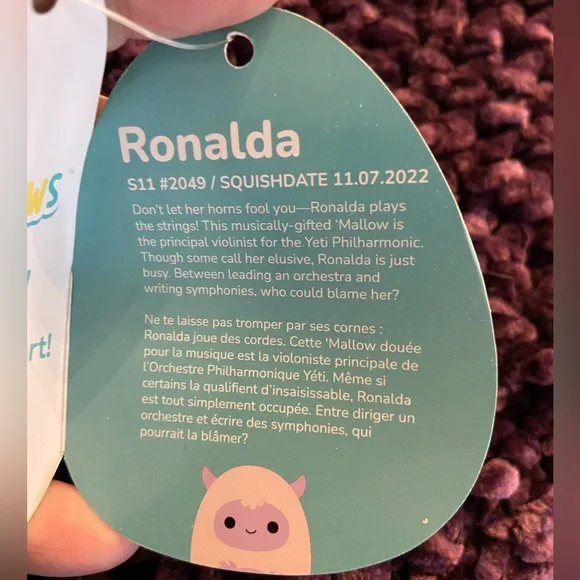 WS
rt!
Ronalda
S11 #2049 / SQUISHDATE 11.07.2022
Don't let her horns fool you—Ronalda plays
the strings! This musically-gifted 'Mallow is
the principal violinist for the Yeti Philharmonic.
Though some call her elusive, Ronalda is just
busy. Between leading an orchestra and
writing symphonies, who could blame her?
Ne te laisse pas tromper par ses cornes :
Ronalda joue des cordes. Cette 'Mallow douée
pour la musique est la violoniste principale de
l'Orchestre Philharmonique Yéti. Même si
certains la qualifient d'insaisissable, Ronalda
est tout simplement occupée. Entre diriger un
orchestre et écrire des symphonies, qui
pourrait la blâmer?